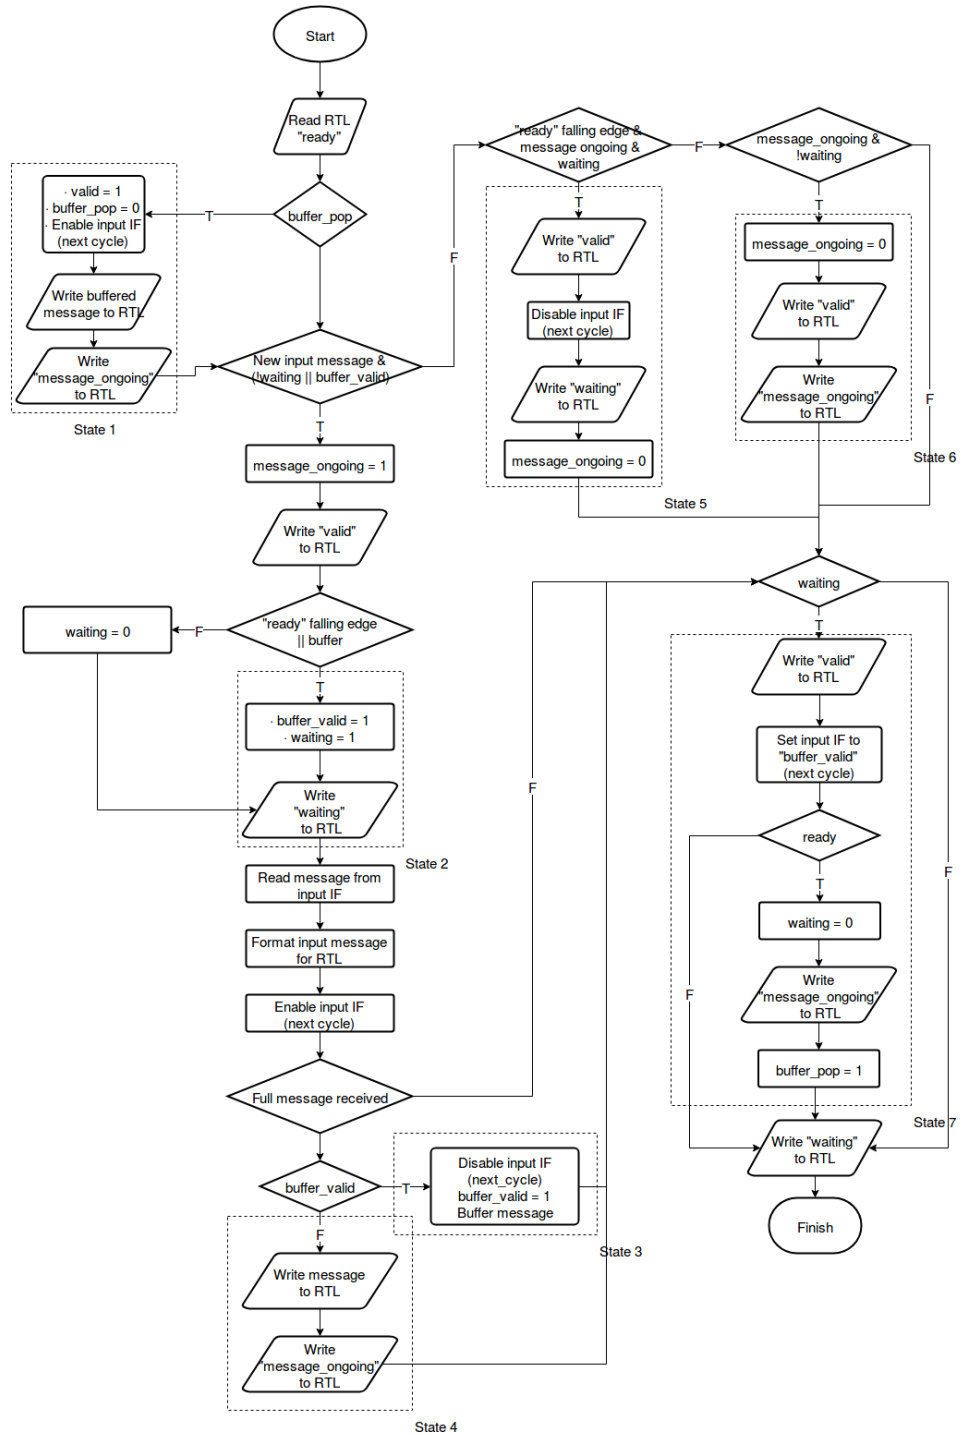 Start
Read RTL
"ready"
buffer_pop
T
· valid = 1
· buffer_pop = 0
· Enable input IF
(next cycle)
Write buffered
message to RTL
Write
"message_ongoing"
to RTL
State 1
New input message &
(!waiting || buffer_valid)
F
T
message_ongoing = 1
Write "valid"
to RTL
"ready" falling edge
|| buffer
F
waiting = 0
T
· buffer_valid = 1
· waiting = 1
Write
"waiting"
to RTL
State 2
Read message from
input IF
Format input message
for RTL
Enable input IF
(next cycle)
Full message received
F
buffer_valid
T
Disable input IF
(next_cycle)
buffer_valid = 1
Buffer message
State 3
F
Write message
to RTL
Write
"message_ongoing"
to RTL
State 4
"ready" falling edge &
message ongoing &
waiting
F
T
Write "valid"
to RTL
Disable input IF
(next cycle)
Write "waiting"
to RTL
message_ongoing = 0
State 5
message_ongoing &
!waiting
T
message_ongoing = 0
Write "valid"
to RTL
Write
"message_ongoing"
to RTL
F
State 6
waiting
T
Write "valid"
to RTL
Set input IF to
"buffer_valid"
(next cycle)
ready
T
F
F
waiting = 0
Write
"message_ongoing"
to RTL
buffer_pop = 1
State 7
Write "waiting"
to RTL
Finish